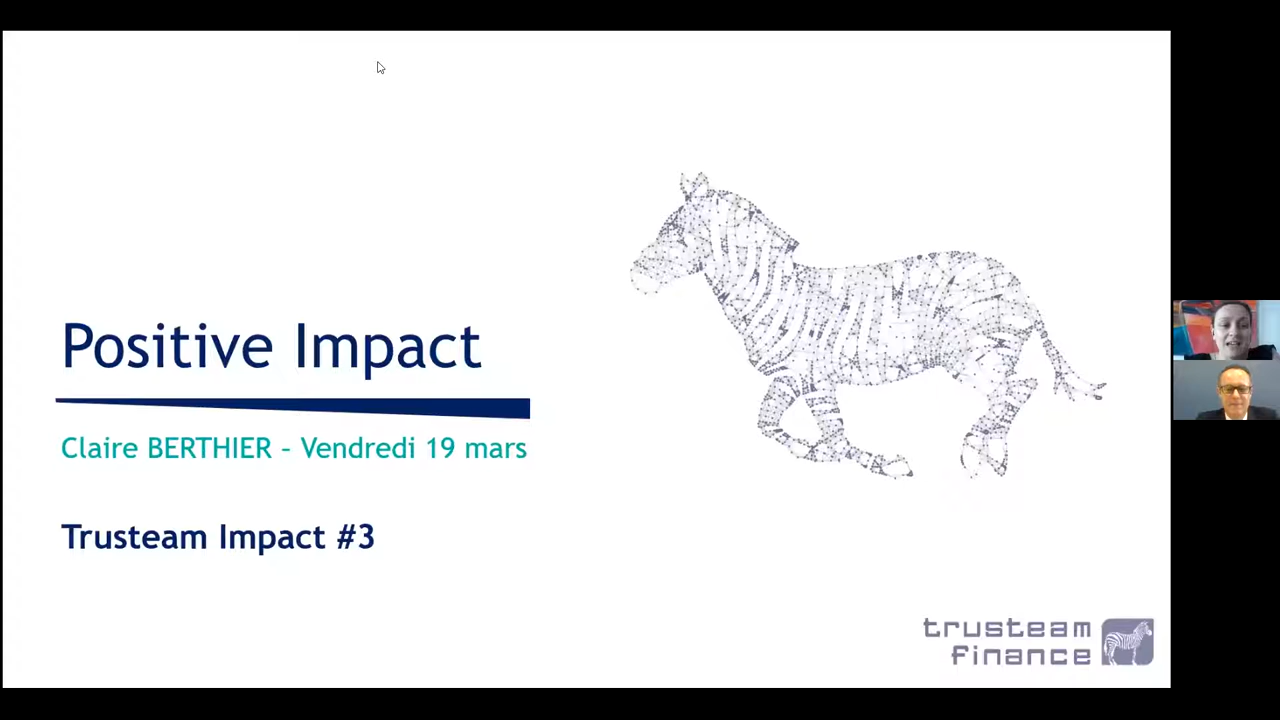 Positive Impact
Claire BERTHIER – Vendredi 19 mars
Trusteam Impact #3
trusteam
finance